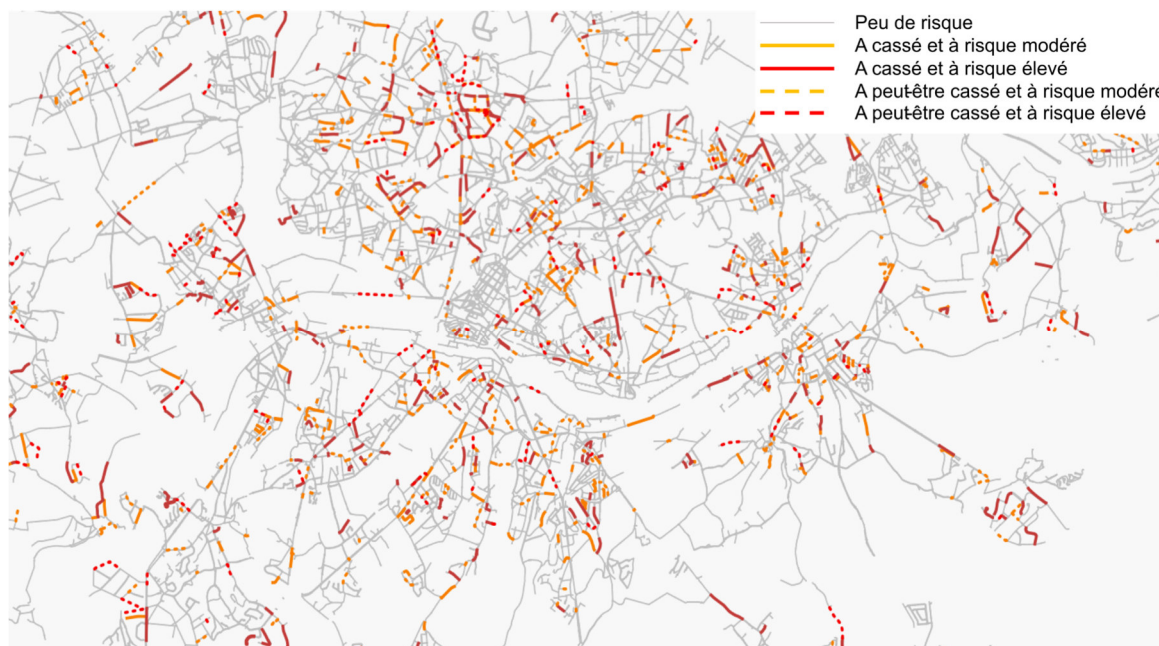 Peu de risque
A cassé et à risque modéré
A cassé et à risque élevé
A peut-être cassé et à risque modéré
A peut-être cassé et à risque élevé